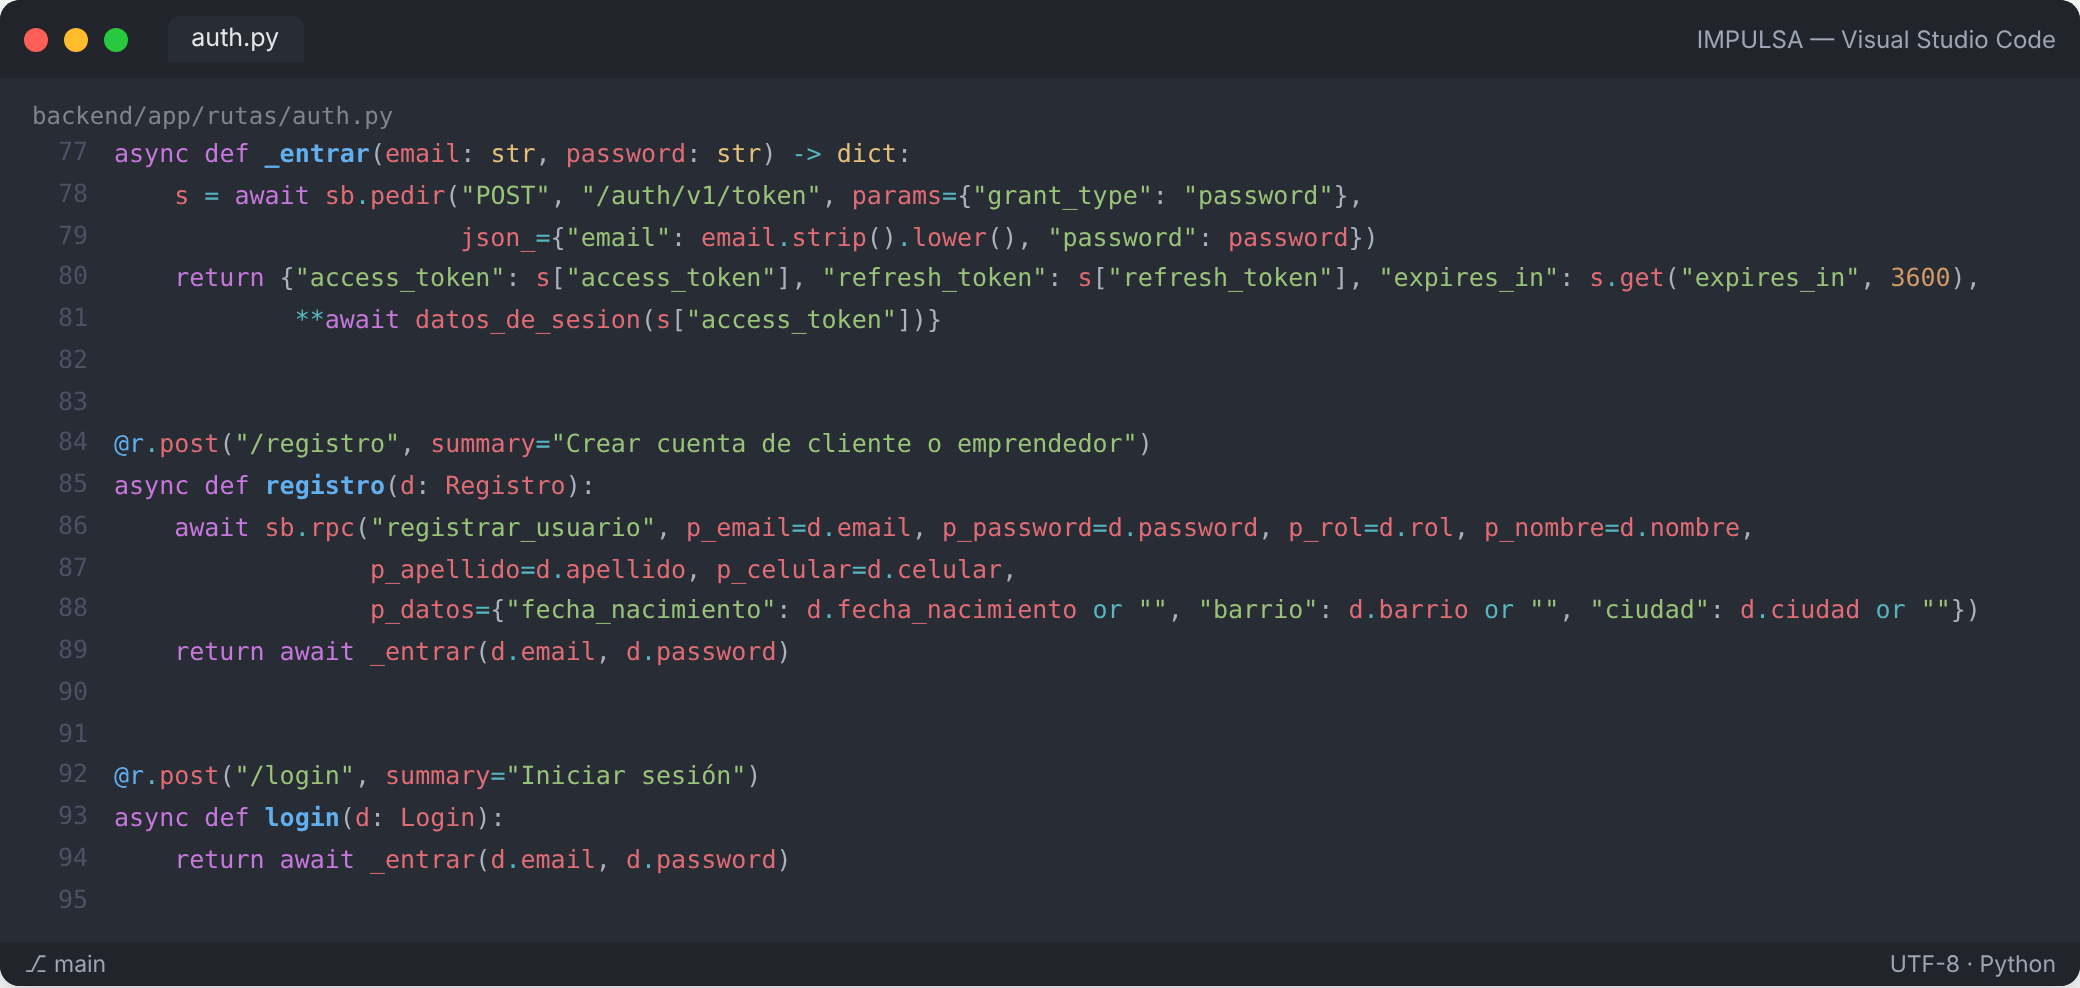 auth.py
IMPULSA — Visual Studio Code
backend/app/rutas/auth.py
77 async def _entrar(email: str, password: str) -> dict:
78     s = await sb.pedir("POST", "/auth/v1/token", params={"grant_type": "password"},
79                        json_={"email": email.strip().lower(), "password": password})
80     return {"access_token": s["access_token"], "refresh_token": s["refresh_token"], "expires_in": s.get("expires_in", 3600),
81             **await datos_de_sesion(s["access_token"])}
82
83
84 @r.post("/registro", summary="Crear cuenta de cliente o emprendedor")
85 async def registro(d: Registro):
86     await sb.rpc("registrar_usuario", p_email=d.email, p_password=d.password, p_rol=d.rol, p_nombre=d.nombre,
87                  p_apellido=d.apellido, p_celular=d.celular,
88                  p_datos={"fecha_nacimiento": d.fecha_nacimiento or "", "barrio": d.barrio or "", "ciudad": d.ciudad or ""})
89     return await _entrar(d.email, d.password)
90
91
92 @r.post("/login", summary="Iniciar sesión")
93 async def login(d: Login):
94     return await _entrar(d.email, d.password)
95
⎇ main
UTF-8 · Python